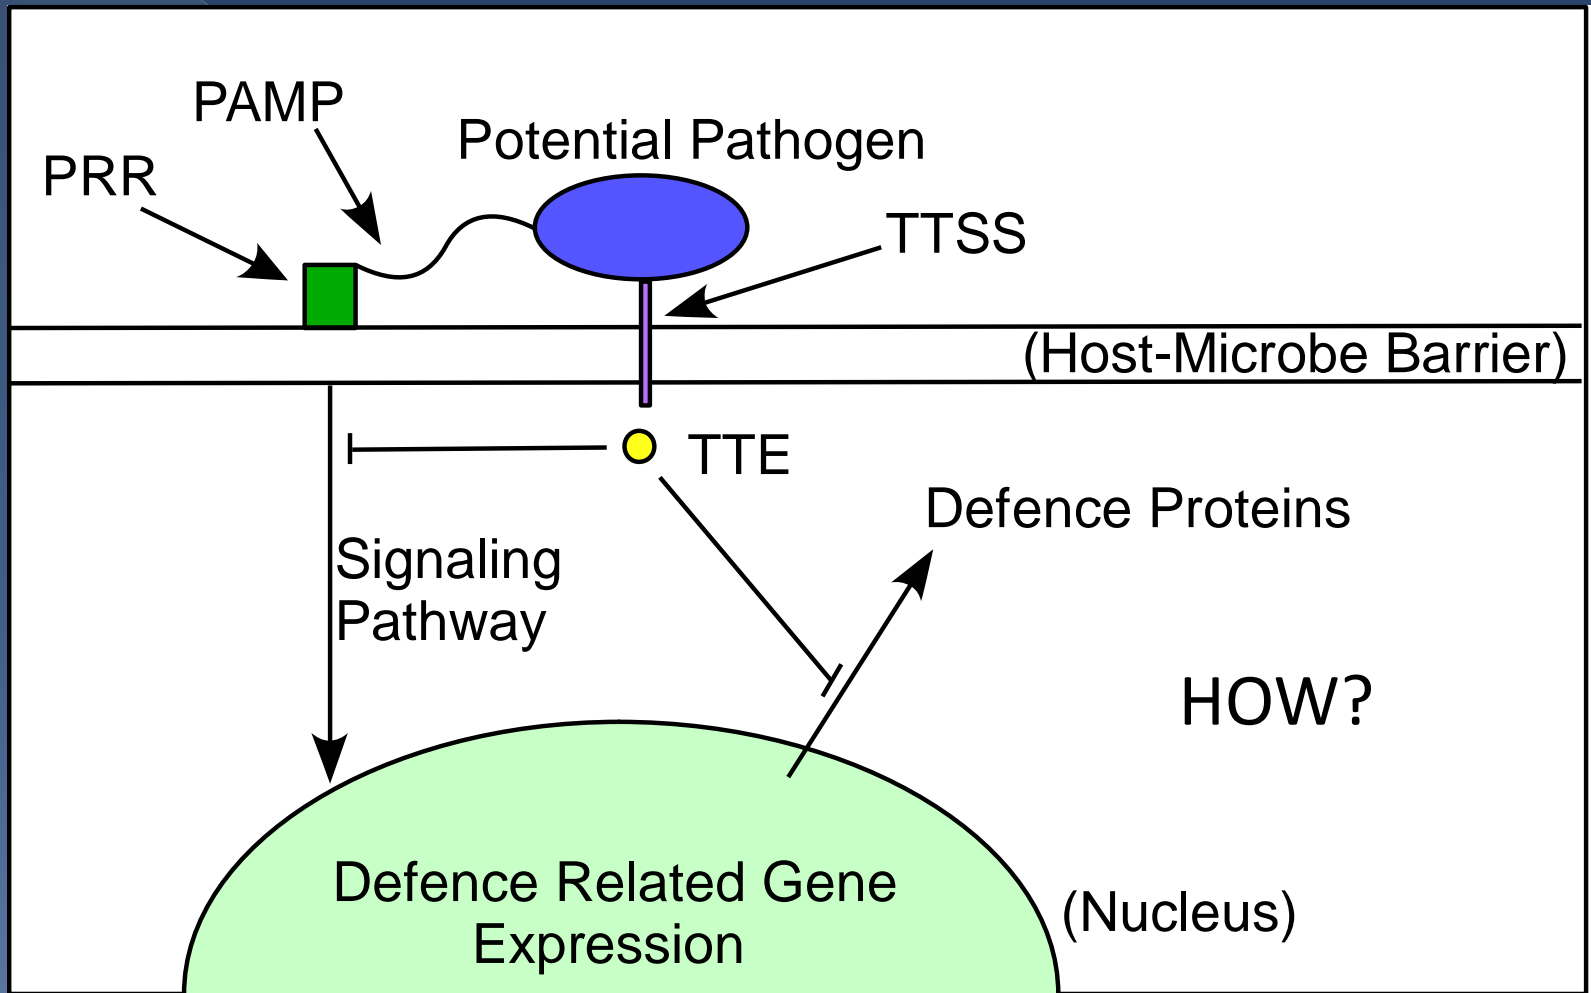 PAMP
Potential Pathogen
PRR
TTSS
(Host-Microbe Barrier)
TTE
Defence Proteins
Signaling
Pathway
HOW?
Defence Related Gene
Expression
(Nucleus)